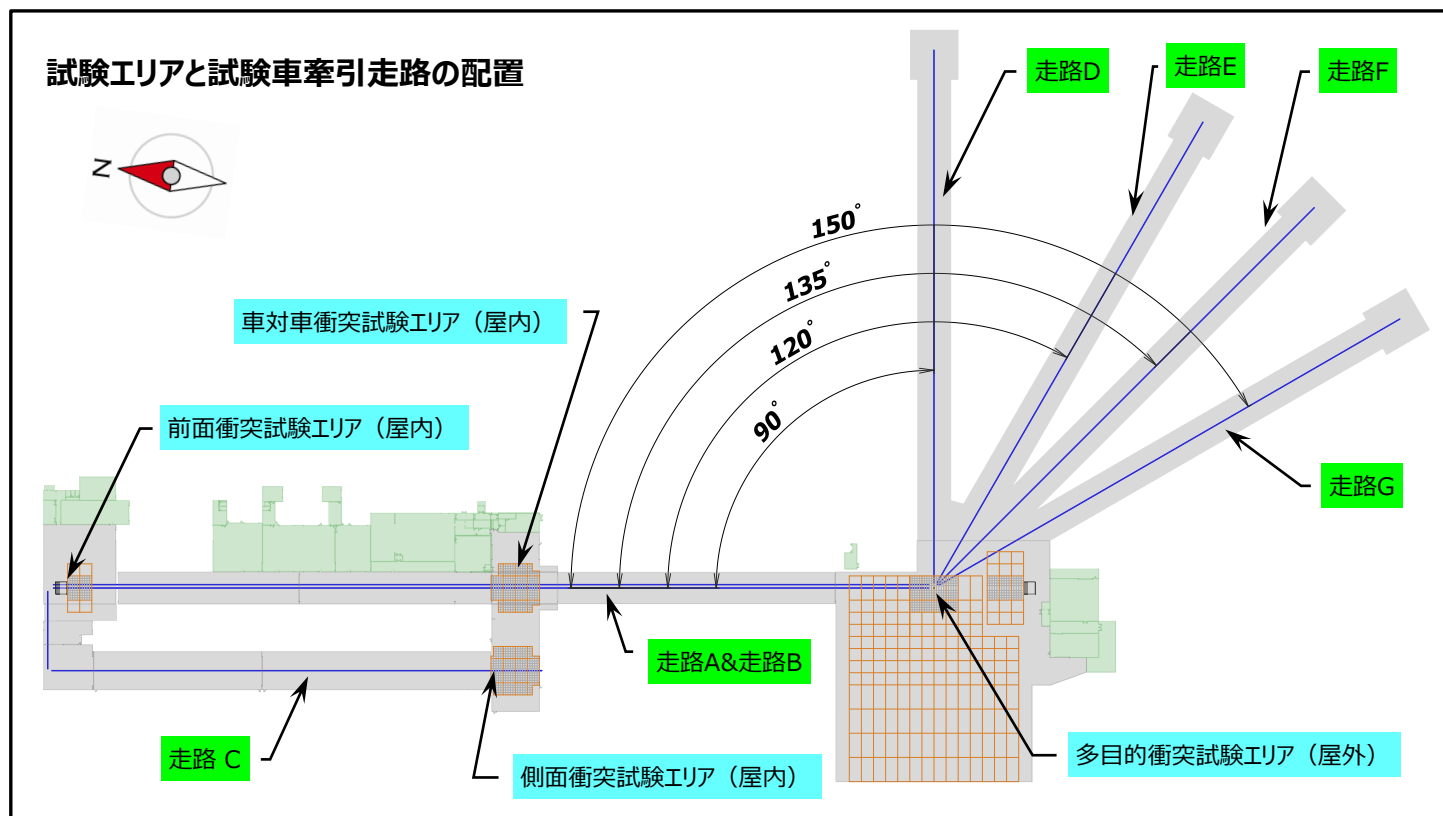 試験エリアと試験車牽引走路の配置
N
走路D
走路E
走路F
150°
135°
120°
90°
車対車衝突試験エリア（屋内）
前面衝突試験エリア（屋内）
走路G
走路A&走路B
走路 C
側面衝突試験エリア（屋内）
多目的衝突試験エリア（屋外）